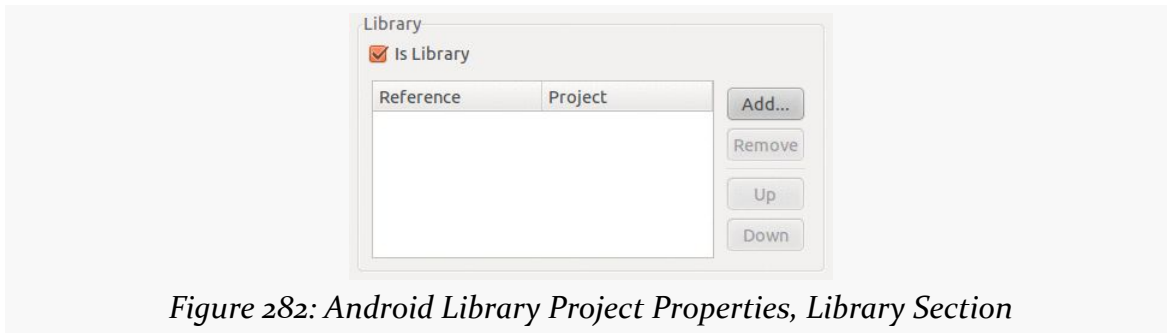 Library
Is Library
Reference Project
Add...
Remove
Up
Down
Figure 282: Android Library Project Properties, Library Section